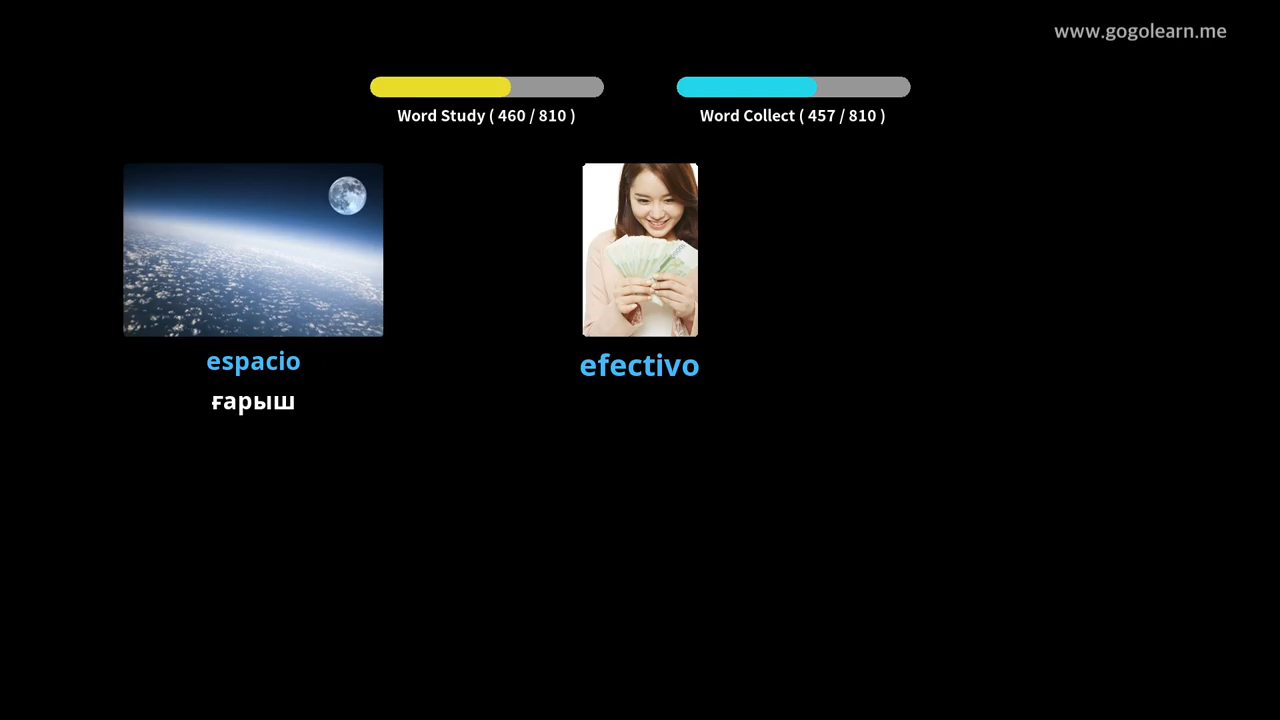 www.gogolearn.me
Word Study ( 460 / 810 )
Word Collect ( 457 / 810 )
espacio
ғарыш
efectivo